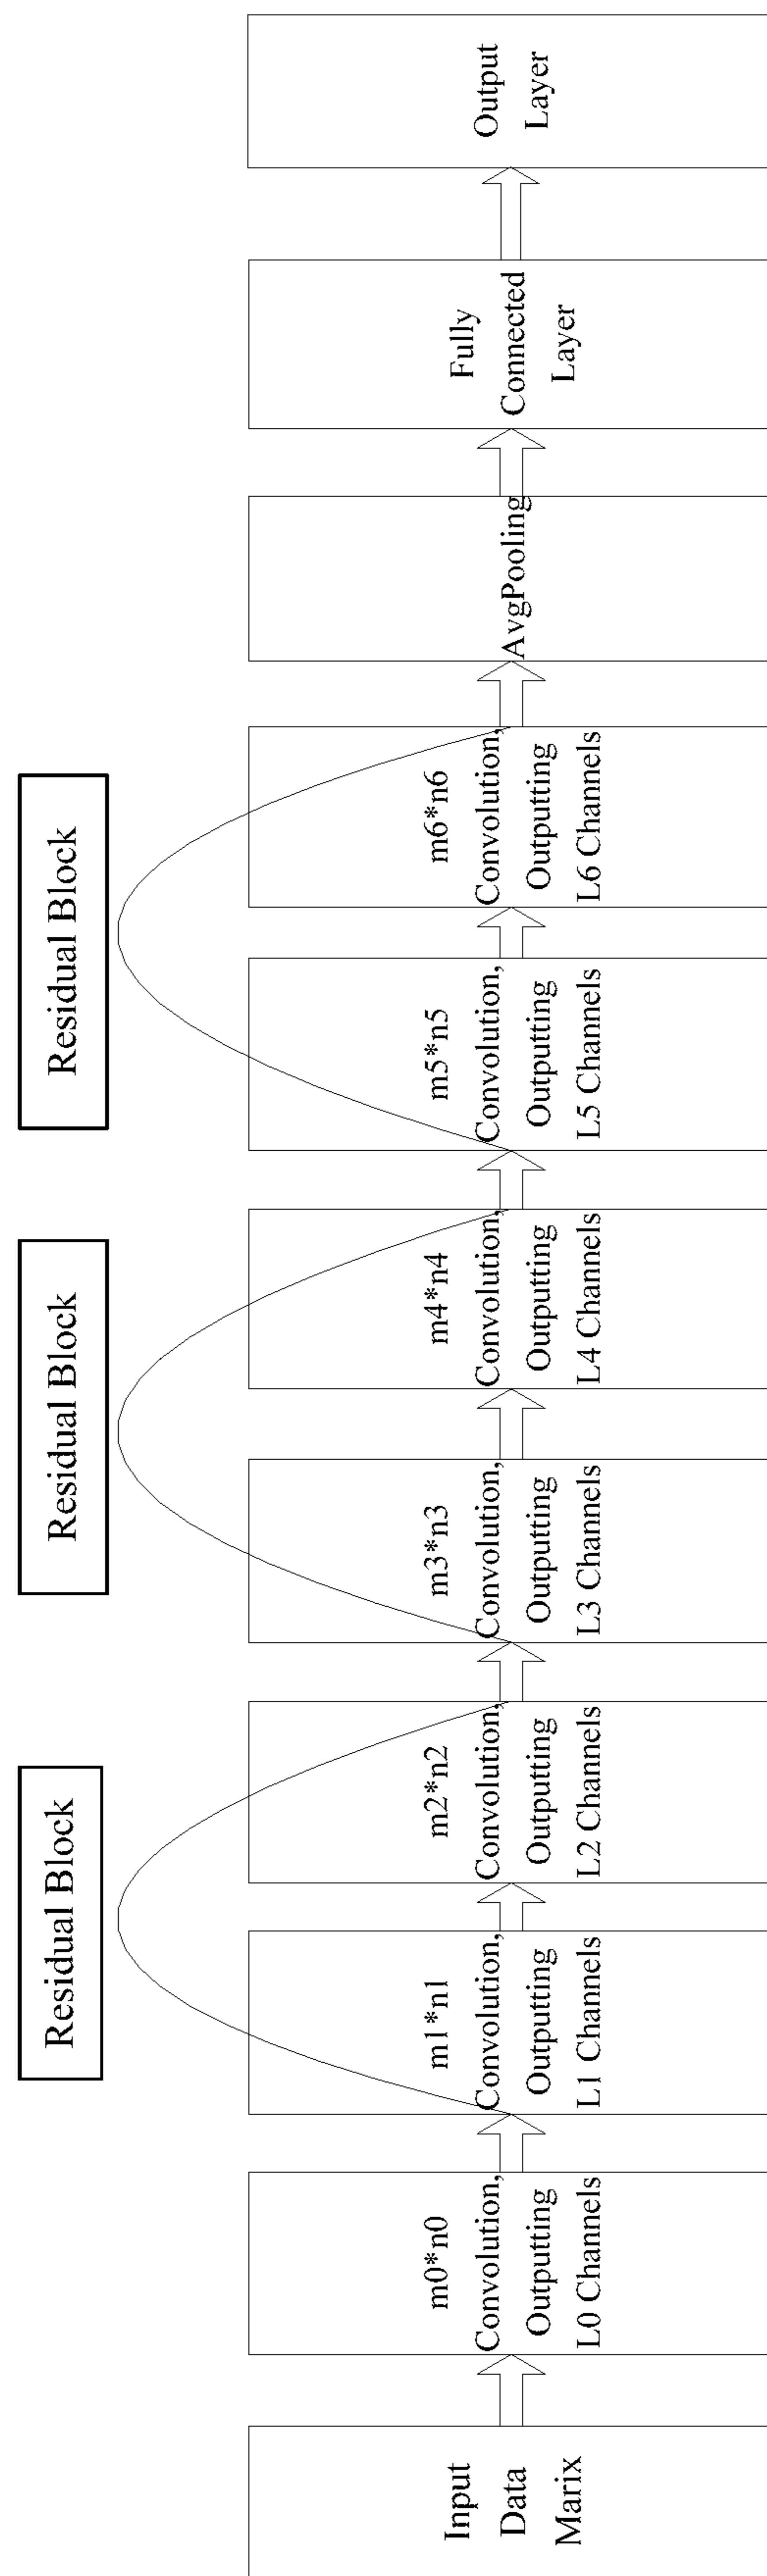 Residual Block
Residual Block
Residual Block
Input
Data
Marix
m0*n0
Convolution,
Outputting
L0 Channels
m1*n1
Convolution,
Outputting
L1 Channels
m2*n2
Convolution,
Outputting
L2 Channels
m3*n3
Convolution,
Outputting
L3 Channels
m4*n4
Convolution,
Outputting
L4 Channels
m5*n5
Convolution,
Outputting
L5 Channels
m6*n6
Convolution,
Outputting
L6 Channels
AvgPooling
Fully
Connected
Layer
Output
Layer